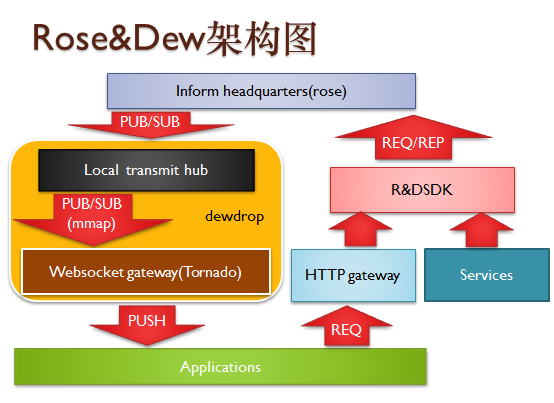 Rose&Dew架构图
Inform headquarters(rose)
PUB/SUB
REQ/REP
Local transmit hub
R&DSDK
PUB/SUB
(mmap)
dewdrop
Websocket gateway(Tornado)
HTTP gateway
Services
PUSH
REQ
Applications